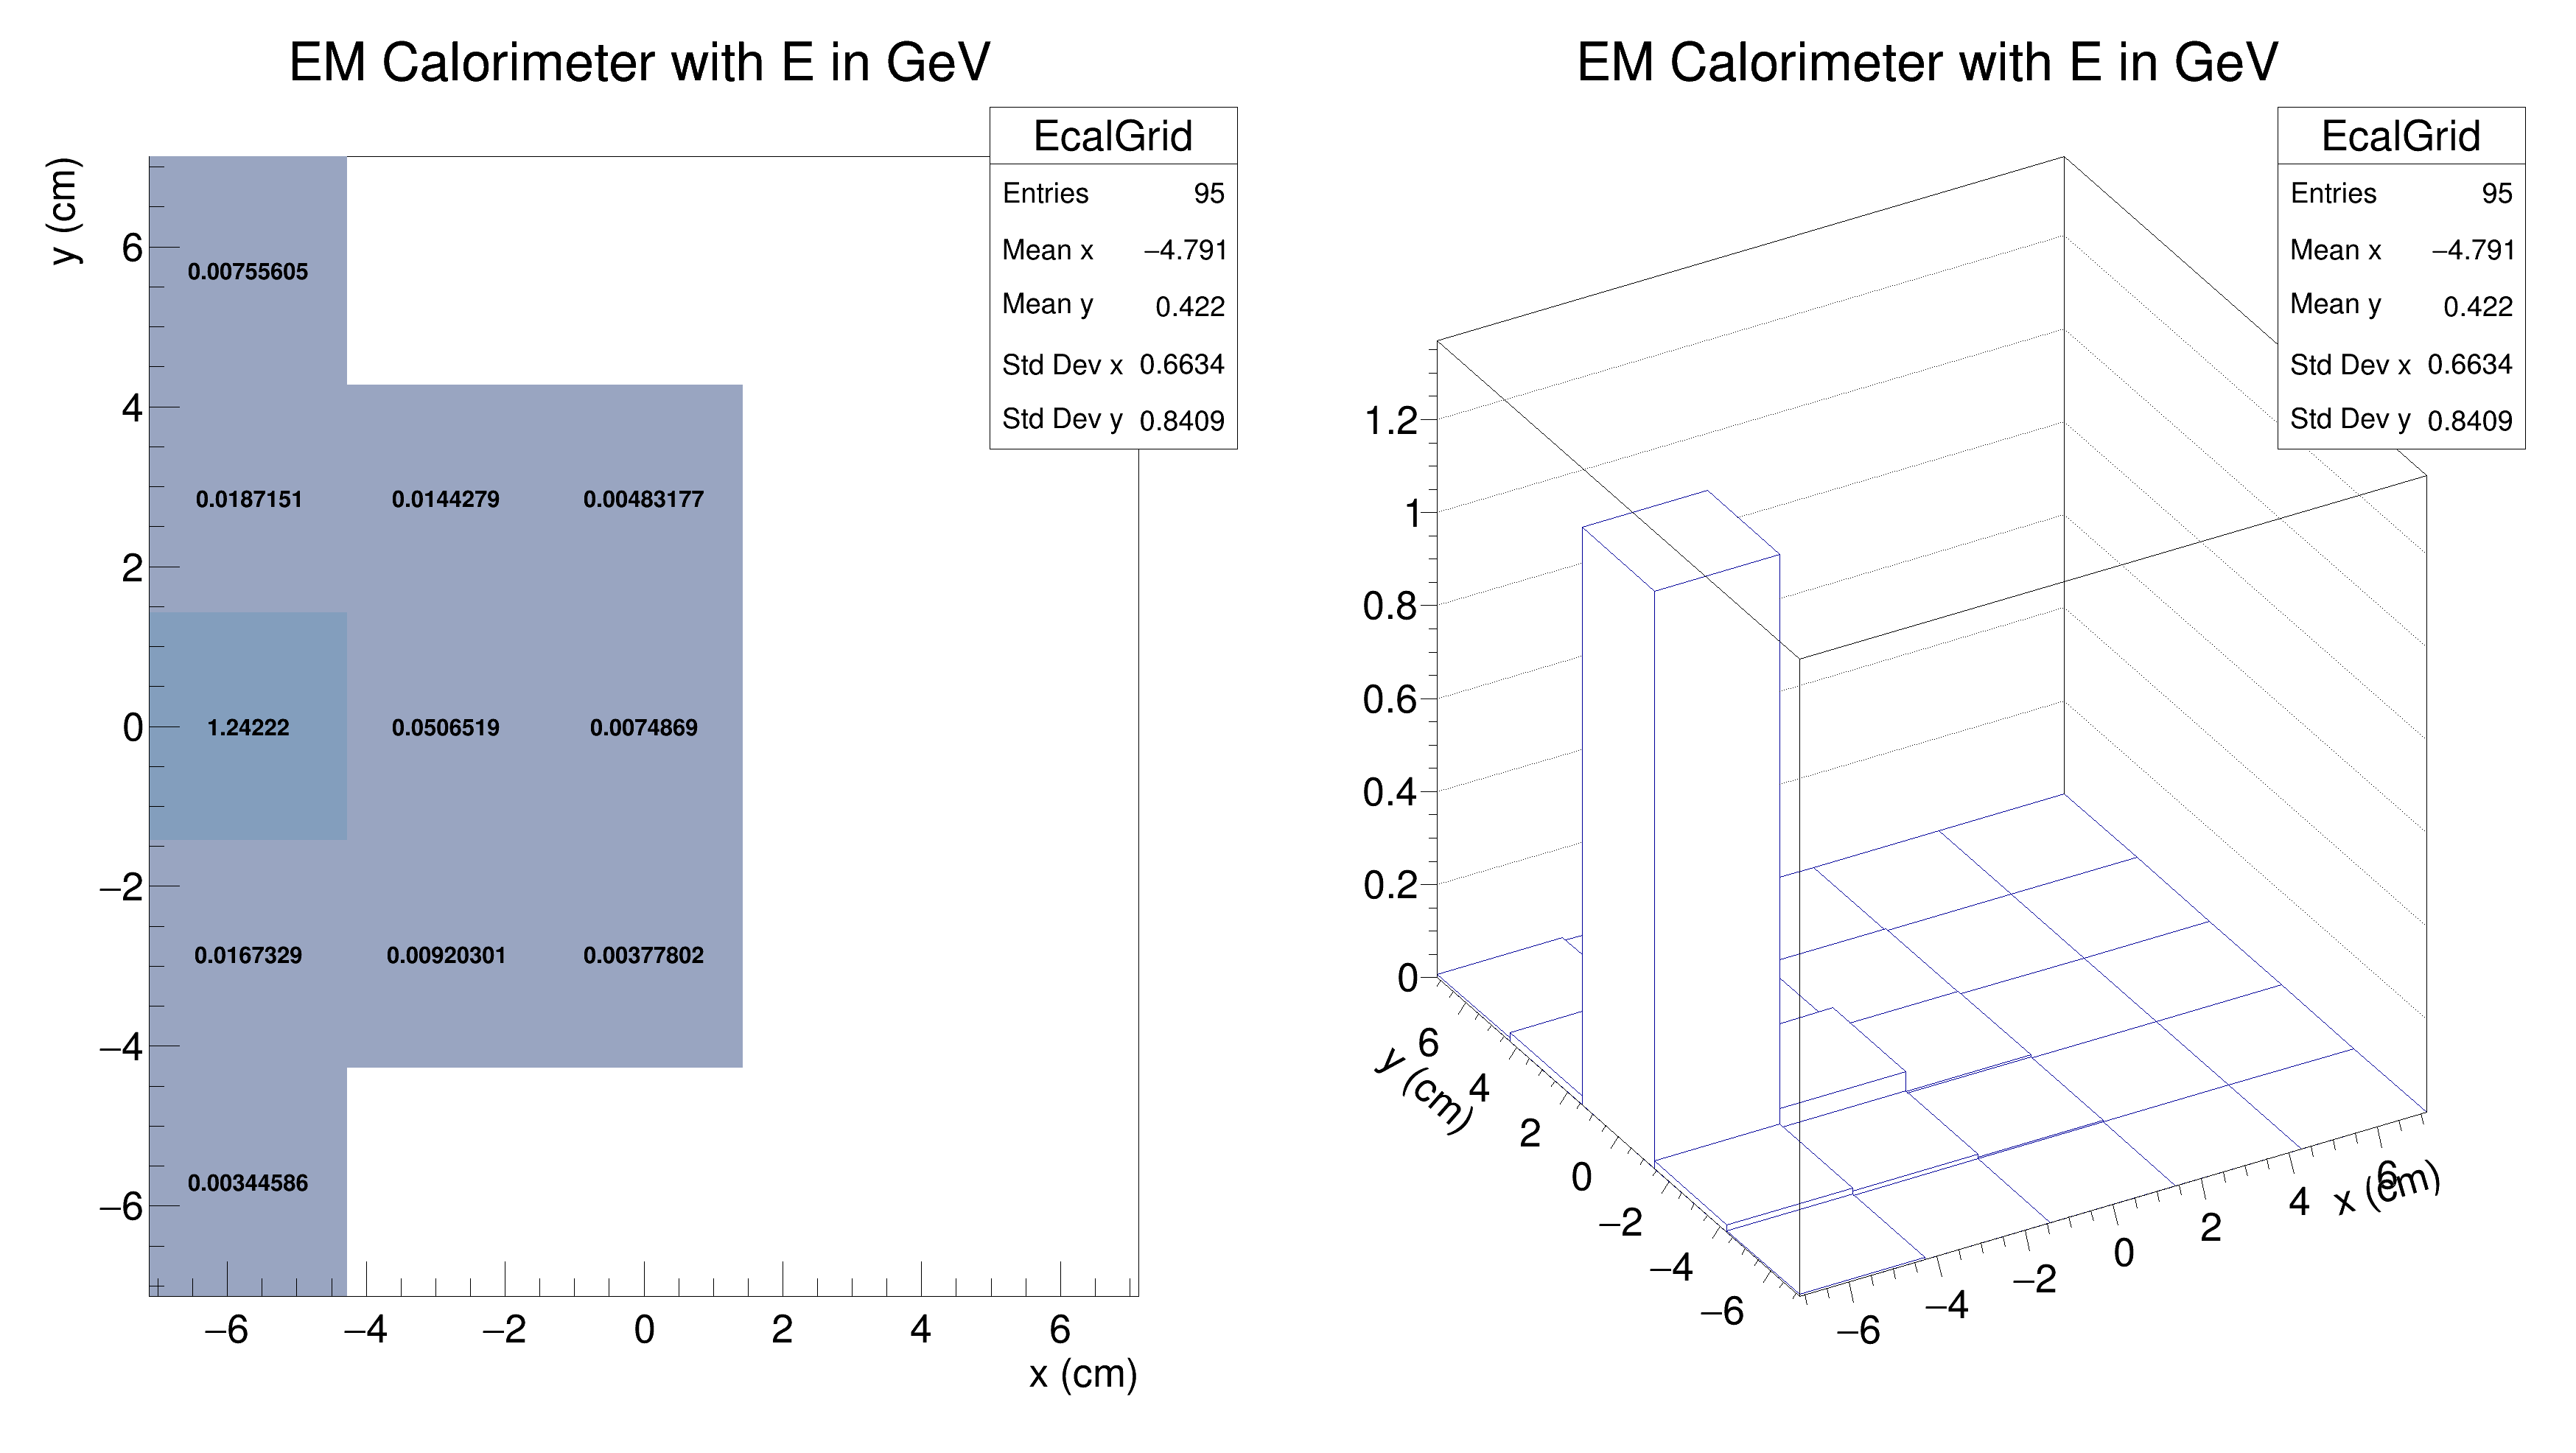 EM Calorimeter with E in GeV
EcalGrid
Entries 95
Mean x −4.791
Mean y 0.422
Std Dev x 0.6634
Std Dev y 0.8409
y (cm)
6
4
2
0
−2
−4
−6
0.00755605
0.0187151 0.0144279 0.00483177
1.24222 0.0506519 0.0074869
0.0167329 0.00920301 0.00377802
0.00344586
−6 −4 −2 0 2 4 6
x (cm)
EM Calorimeter with E in GeV
EcalGrid
Entries 95
Mean x −4.791
Mean y 0.422
Std Dev x 0.6634
Std Dev y 0.8409
1.2
1
0.8
0.6
0.4
0.2
0
y (cm)
6
4
2
0
−2
−4
−6
−6 −4 −2 0 2 4 6
x (cm)